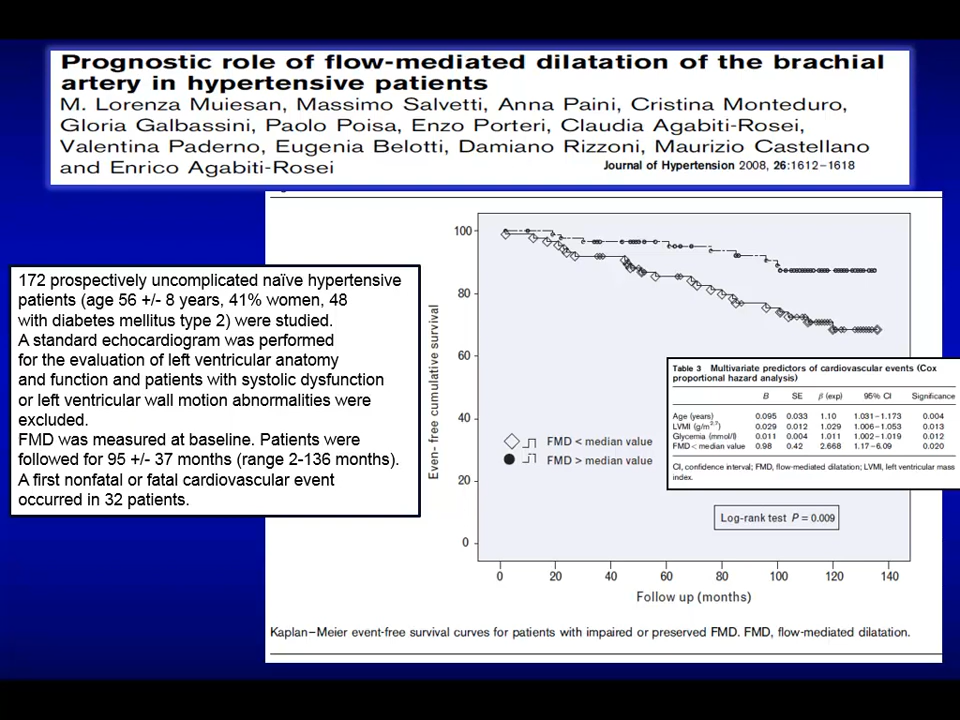 Prognostic role of flow-mediated dilatation of the brachial
artery in hypertensive patients
M. Lorenza Muiesan, Massimo Salvetti, Anna Paini, Cristina Monteduro,
Gloria Galbassini, Paolo Poisa, Enzo Porteri, Claudia Agabiti-Rosei,
Valentina Paderno, Eugenia Belotti, Damiano Rizzoni, Maurizio Castellano
and Enrico Agabiti-Rosei
Journal of Hypertension 2008, 26:1612–1618
172 prospectively uncomplicated naïve hypertensive
patients (age 56 +/- 8 years, 41% women, 48
with diabetes mellitus type 2) were studied.
A standard echocardiogram was performed
for the evaluation of left ventricular anatomy
and function and patients with systolic dysfunction
or left ventricular wall motion abnormalities were
excluded.
FMD was measured at baseline. Patients were
followed for 95 +/- 37 months (range 2-136 months).
A first nonfatal or fatal cardiovascular event
occurred in 32 patients.
Even- free cumulative survival
100
80
60
40
20
0
FMD < median value
FMD > median value
Table 3 Multivariate predictors of cardiovascular events (Cox
proportional hazard analysis)
B SE β (exp) 95% CI Significance
Age (years) 0.095 0.033 1.10 1.031–1.173 0.004
LVMI (g/m2.7) 0.029 0.012 1.029 1.006–1.053 0.013
Glycemia (mmol/l) 0.011 0.004 1.011 1.002–1.019 0.012
FMD< median value 0.98 0.42 2.668 1.17–6.09 0.020
CI, confidence interval; FMD, flow-mediated dilatation; LVMI, left ventricular mass
index.
Log-rank test P = 0.009
0 20 40 60 80 100 120 140
Follow up (months)
Kaplan–Meier event-free survival curves for patients with impaired or preserved FMD. FMD, flow-mediated dilatation.